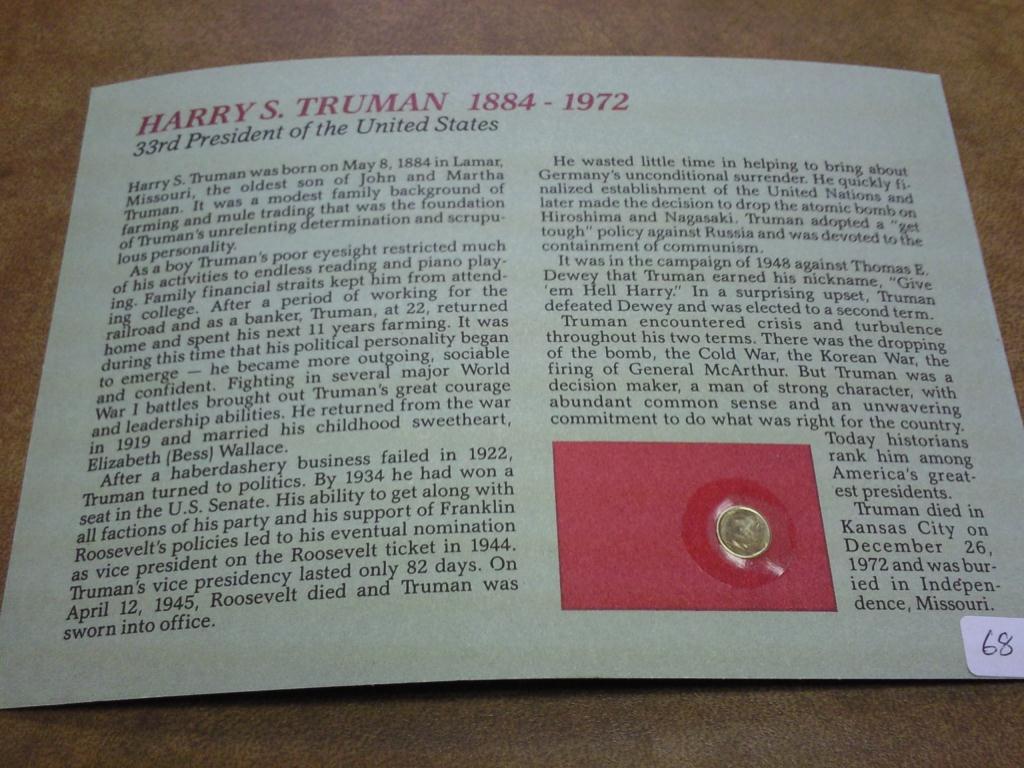 HARRY S. TRUMAN 1884 - 1972
33rd President of the United States
Harry S. Truman was born on May 8, 1884 in Lamar,
Missouri, the oldest son of John and Martha
Truman. It was a modest family background of
farming and mule trading that was the foundation
of Truman's unrelenting determination and scrupu-
lous personality.
As a boy Truman's poor eyesight restricted much
of his activities to endless reading and piano play-
ing. Family financial straits kept him from attend-
ing college. After a period of working for the
railroad and as a banker, Truman, at 22, returned
home and spent his next 11 years farming. It was
during this time that his political personality began
to emerge — he became more outgoing, sociable
and confident. Fighting in several major World
War I battles brought out Truman's great courage
and leadership abilities. He returned from the war
in 1919 and married his childhood sweetheart,
Elizabeth (Bess) Wallace.
After a haberdashery business failed in 1922,
Truman turned to politics. By 1934 he had won a
seat in the U.S. Senate. His ability to get along with
all factions of his party and his support of Franklin
Roosevelt's policies led to his eventual nomination
as vice president on the Roosevelt ticket in 1944.
Truman's vice presidency lasted only 82 days. On
April 12, 1945, Roosevelt died and Truman was
sworn into office.
He wasted little time in helping to bring about
Germany's unconditional surrender. He quickly fi-
nalized establishment of the United Nations and
later made the decision to drop the atomic bomb on
Hiroshima and Nagasaki. Truman adopted a "get
tough" policy against Russia and was devoted to the
containment of communism.
It was in the campaign of 1948 against Thomas E.
Dewey that Truman earned his nickname, "Give
'em Hell Harry." In a surprising upset, Truman
defeated Dewey and was elected to a second term.
Truman encountered crisis and turbulence
throughout his two terms. There was the dropping
of the bomb, the Cold War, the Korean War, the
firing of General McArthur. But Truman was a
decision maker, a man of strong character, with
abundant common sense and an unwavering
commitment to do what was right for the country.
Today historians
rank him among
America's great-
est presidents.
Truman died in
Kansas City on
December 26,
1972 and was bur-
ied in Indepen-
dence, Missouri.
68